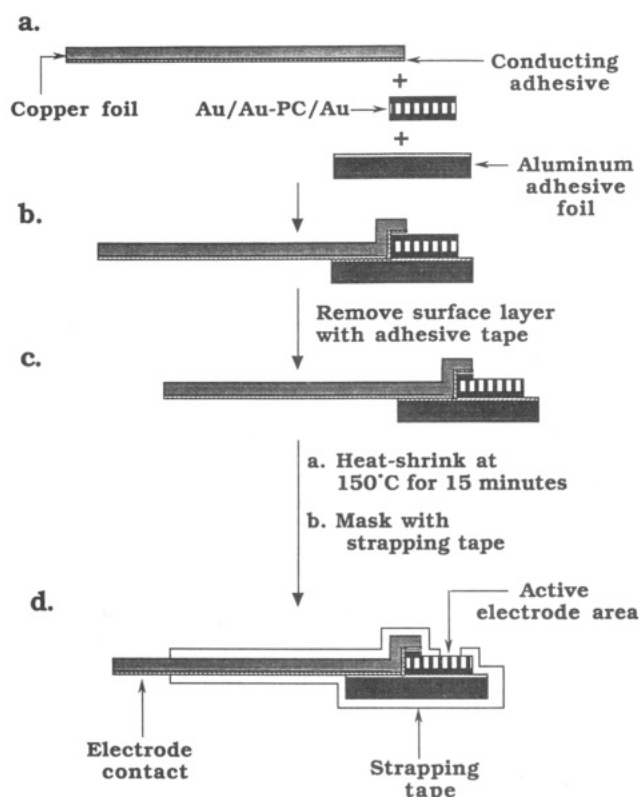 a.
Conducting
adhesive
Copper foil
Au/Au-PC/Au
+
+
Aluminum
adhesive
foil
b.
Remove surface layer
with adhesive tape
c.
a. Heat-shrink at
150°C for 15 minutes
b. Mask with
strapping tape
d.
Active
electrode area
Electrode
contact
Strapping
tape